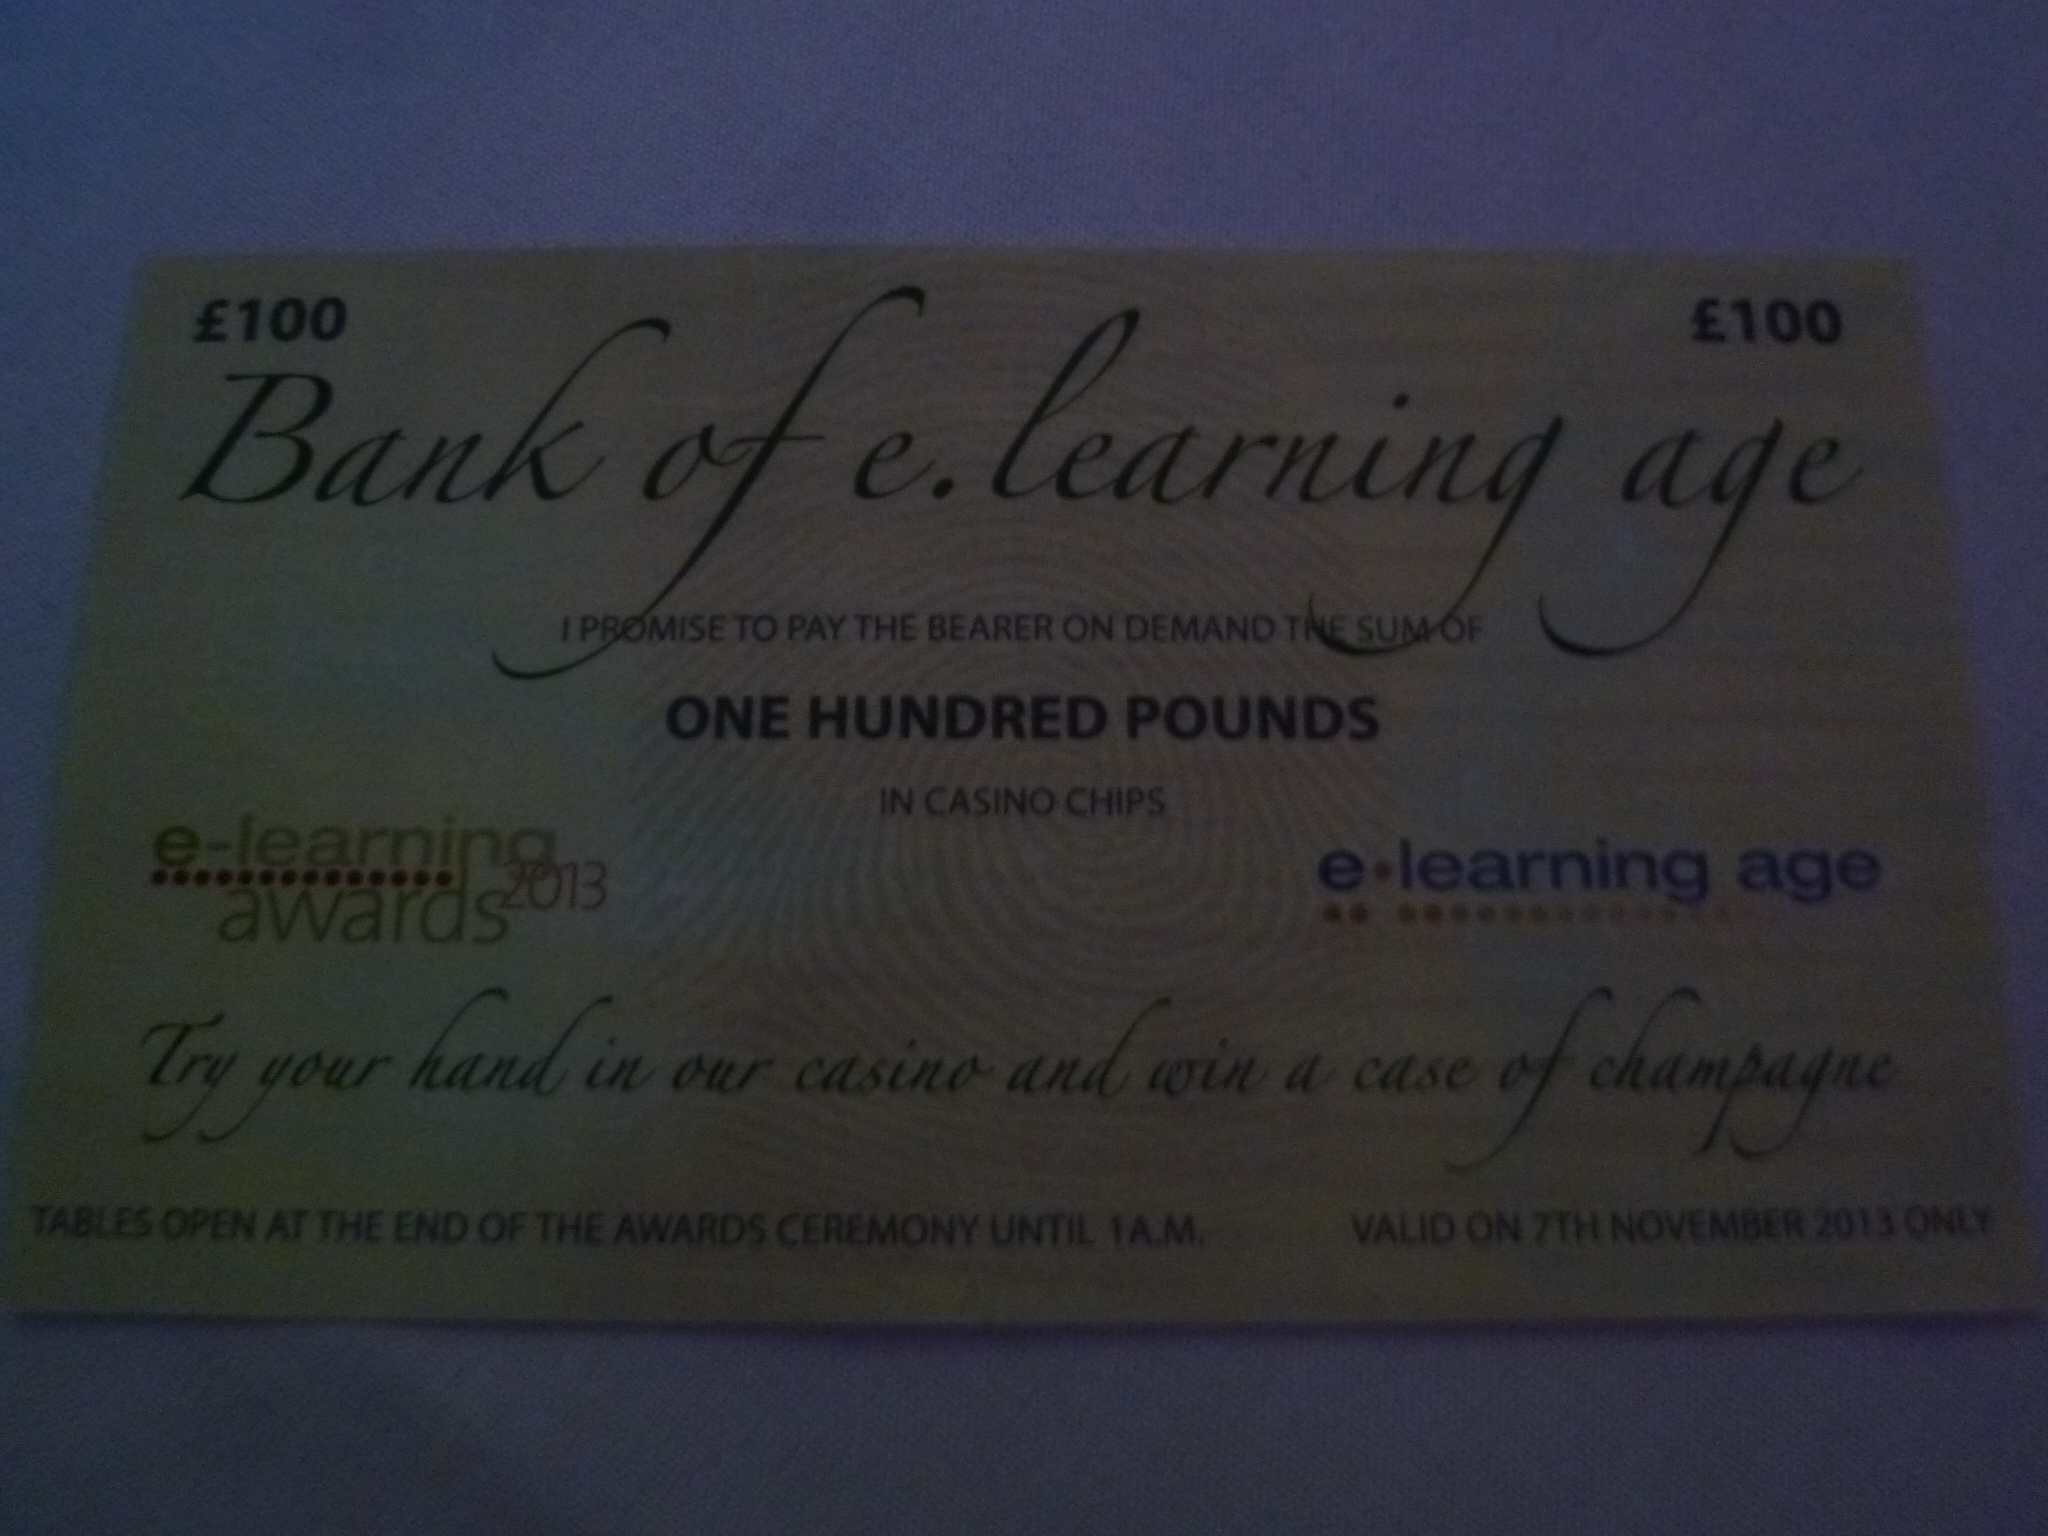 £100 £100
Bank of e.learning age
I PROMISE TO PAY THE BEARER ON DEMAND THE SUM OF
ONE HUNDRED POUNDS
IN CASINO CHIPS
e-learning
awards 2013
e•learning age
Try your hand in our casino and win a case of champagne
TABLES OPEN AT THE END OF THE AWARDS CEREMONY UNTIL 1A.M. VALID ON 7TH NOVEMBER 2013 ONLY